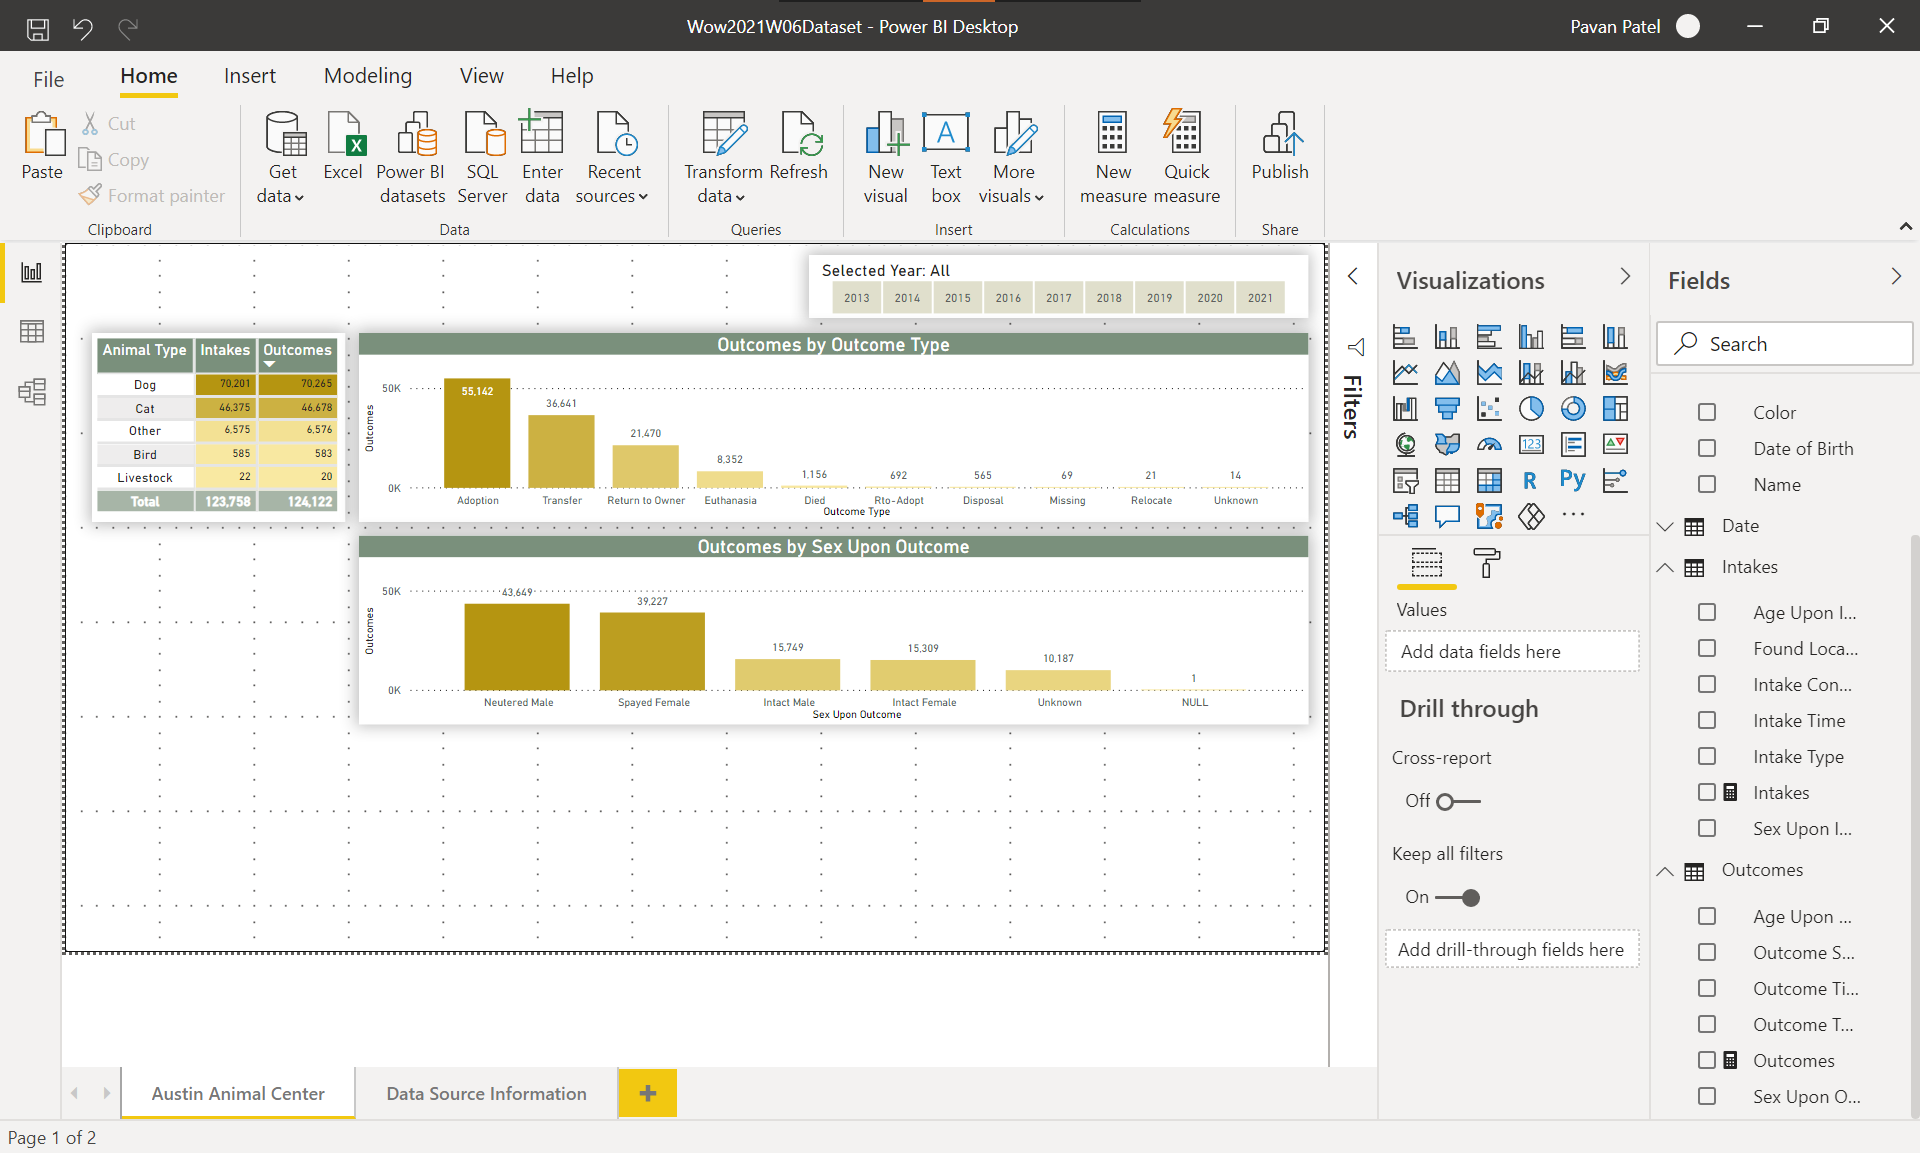 Wow2021W06Dataset - Power BI Desktop
Pavan Patel
File
Home
Insert
Modeling
View
Help
Paste
Cut
Copy
Format painter
Clipboard
Get data
Excel
Power BI datasets
SQL Server
Enter data
Recent sources
Data
Transform data
Refresh
Queries
New visual
Text box
More visuals
Insert
New measure
Quick measure
Calculations
Publish
Share
Selected Year: All
2013 2014 2015 2016 2017 2018 2019 2020 2021
Animal Type Intakes Outcomes
Dog 70,201 70,265
Cat 46,375 46,678
Other 6,575 6,576
Bird 585 583
Livestock 22 20
Total 123,758 124,122
Outcomes by Outcome Type
Outcomes
50K
0K
55,142 36,641 21,470 8,352 1,156 692 565 69 21 14
Adoption Transfer Return to Owner Euthanasia Died Rto-Adopt Disposal Missing Relocate Unknown
Outcome Type
Outcomes by Sex Upon Outcome
Outcomes
50K
0K
43,649 39,227 15,749 15,309 10,187 1
Neutered Male Spayed Female Intact Male Intact Female Unknown NULL
Sex Upon Outcome
Filters
Visualizations
123
R
Py
Values
Add data fields here
Drill through
Cross-report
Off
Keep all filters
On
Add drill-through fields here
Fields
Search
Color
Date of Birth
Name
Date
Intakes
Age Upon I...
Found Loca...
Intake Con...
Intake Time
Intake Type
Intakes
Sex Upon I...
Outcomes
Age Upon ...
Outcome S...
Outcome Ti...
Outcome T...
Outcomes
Sex Upon O...
Austin Animal Center
Data Source Information
Page 1 of 2